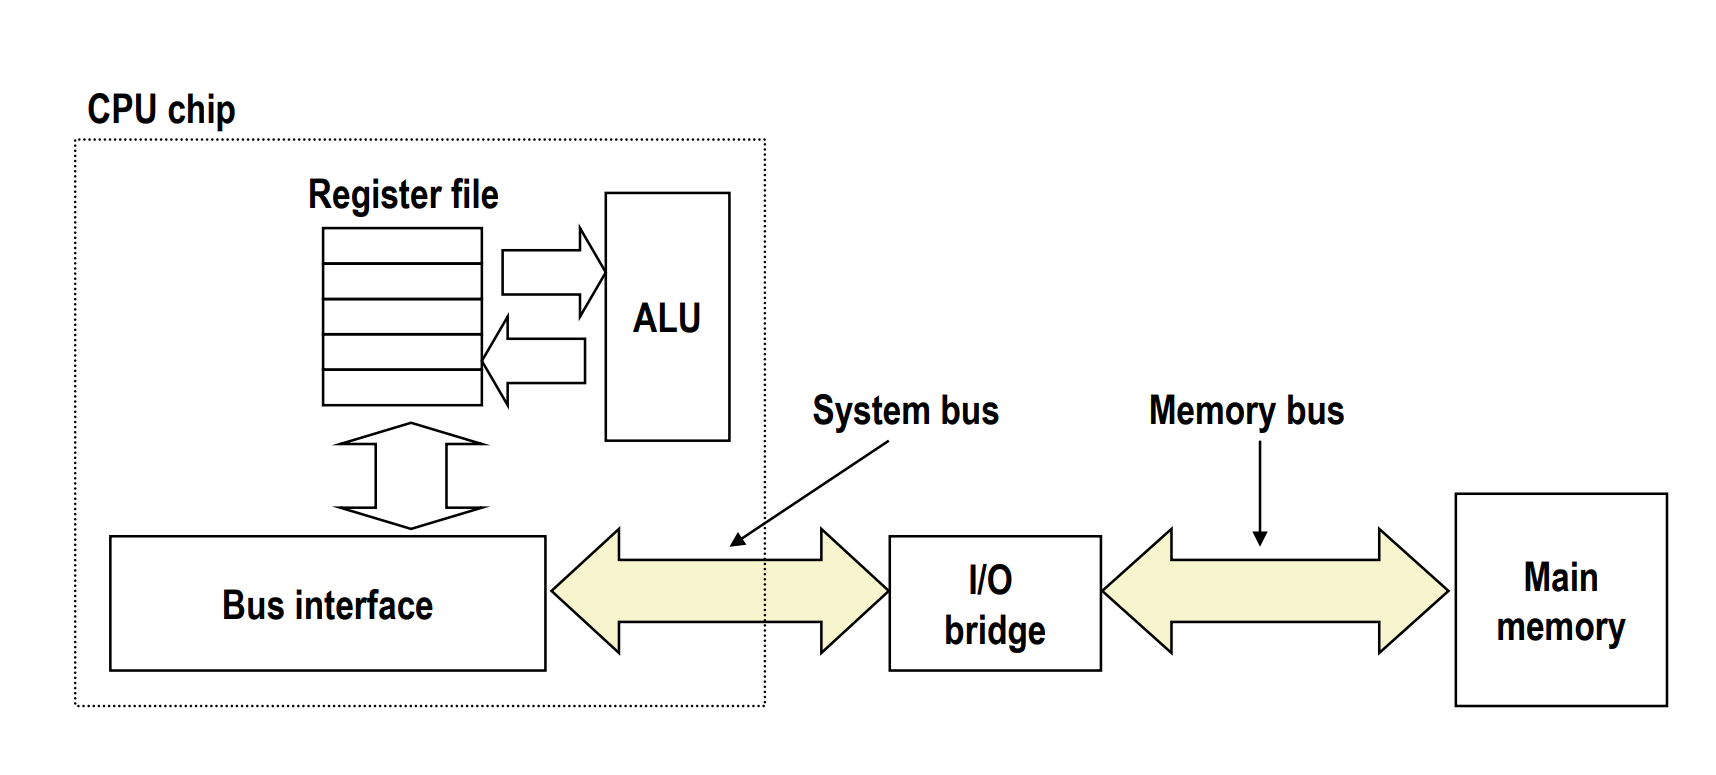 CPU chip
Register file
ALU
System bus
Memory bus
Bus interface
I/O
bridge
Main
memory